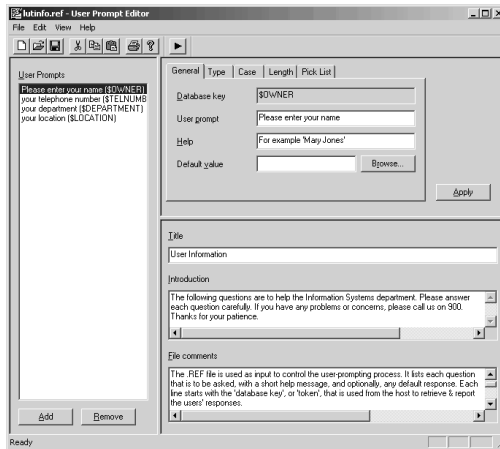 lutinfo.ref - User Prompt Editor
File Edit View Help
User Prompts
Please enter your name ($OWNER)
your telephone number ($TELNUMB
your department ($DEPARTMENT)
your location ($LOCATION)
Add Remove
General Type Case Length Pick List
Database key $OWNER
User prompt Please enter your name
Help For example 'Mary Jones'
Default value Browse...
Apply
Title
User Information
Introduction
The following questions are to help the Information Systems department. Please answer
each question carefully. If you have any problems or concerns, please call us on 900.
Thanks for your patience.
File comments
The .REF file is used as input to control the user-prompting process. It lists each question
that is to be asked, with a short help message, and optionally, any default response. Each
line starts with the 'database key', or 'token', that is used from the host to retrieve & report
the users' responses.
Ready